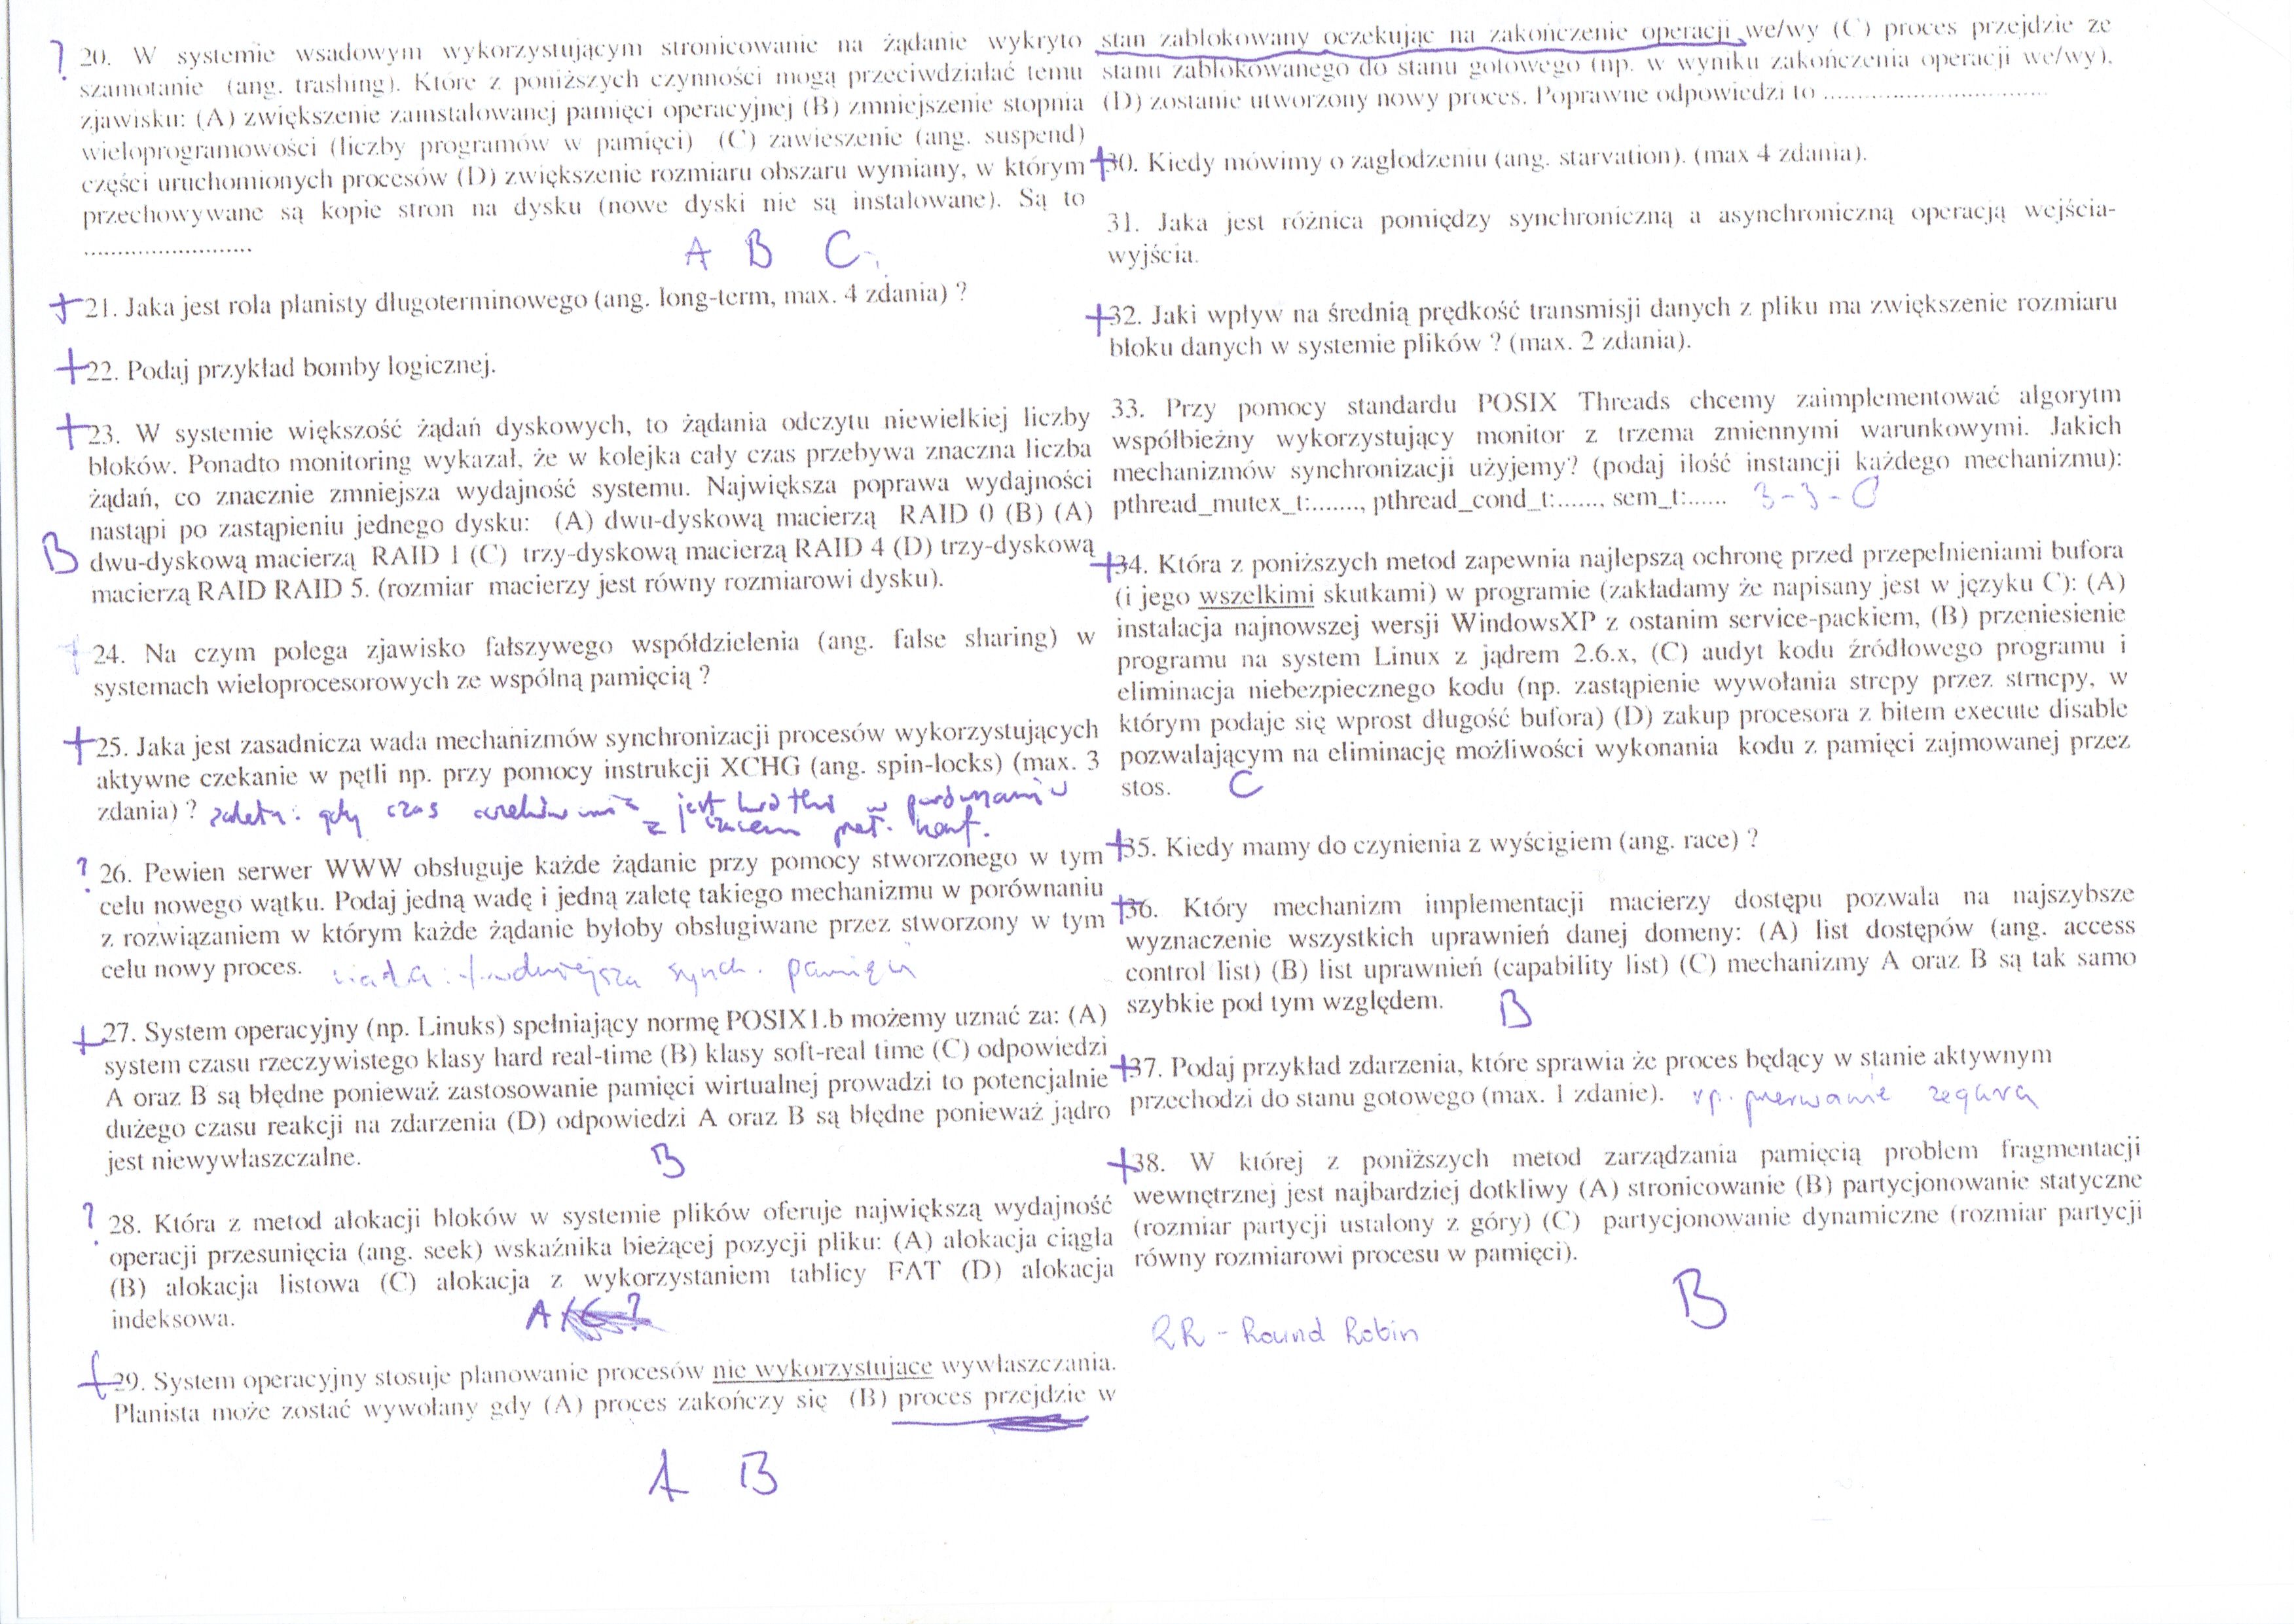 ? 20. W systemie wsadowym wykorzystującym stronicowanie na żądanie wykryto
szamotanie (ang. trashing). Które z poniższych czynności mogą przeciwdziałać temu
zjawisku: (A) zwiększenie zainstalowanej pamięci operacyjnej (B) zmniejszenie stopnia
wieloprogramowości (liczby programów w pamięci) (C) zawieszenie (ang. suspend)
części uruchomionych procesów (D) zwiększenie rozmiaru obszaru wymiany, w którym
przechowywane są kopie stron na dysku (nowe dyski nie są instalowane). Są to
..............................
A B C
+ 21. Jaka jest rola planisty długoterminowego (ang. long-term, max. 4 zdania) ?
+ 22. Podaj przykład bomby logicznej.
+ 23. W systemie większość żądań dyskowych, to żądania odczytu niewielkiej liczby
bloków. Ponadto monitoring wykazał, że w kolejka cały czas przebywa znaczna liczba
żądań, co znacznie zmniejsza wydajność systemu. Największa poprawa wydajności
nastąpi po zastąpieniu jednego dysku: (A) dwu-dyskową macierzą RAID 0 (B) (A)
B dwu-dyskową macierzą RAID 1 (C) trzy-dyskową macierzą RAID 4 (D) trzy-dyskową
macierzą RAID RAID 5. (rozmiar macierzy jest równy rozmiarowi dysku).
+ 24. Na czym polega zjawisko fałszywego współdzielenia (ang. false sharing) w
systemach wieloprocesorowych ze wspólną pamięcią ?
+ 25. Jaka jest zasadnicza wada mechanizmów synchronizacji procesów wykorzystujących
aktywne czekanie w pętli np. przy pomocy instrukcji XCHG (ang. spin-locks) (max. 3
zdania) ? zaleta: gdy czas oczekiwania jest krótki w porównaniu
z czasem przeł. konf.
? 26. Pewien serwer WWW obsługuje każde żądanie przy pomocy stworzonego w tym
celu nowego wątku. Podaj jedną wadę i jedną zaletę takiego mechanizmu w porównaniu
z rozwiązaniem w którym każde żądanie byłoby obsługiwane przez stworzony w tym
celu nowy proces. wada: trudniejsza synch. pamięci
+ 27. System operacyjny (np. Linuks) spełniający normę POSIX1.b możemy uznać za: (A)
system czasu rzeczywistego klasy hard real-time (B) klasy soft-real time (C) odpowiedzi
A oraz B są błędne ponieważ zastosowanie pamięci wirtualnej prowadzi to potencjalnie
dużego czasu reakcji na zdarzenia (D) odpowiedzi A oraz B są błędne ponieważ jądro
jest niewywłaszczalne. B
? 28. Która z metod alokacji bloków w systemie plików oferuje największą wydajność
operacji przesunięcia (ang. seek) wskaźnika bieżącej pozycji pliku: (A) alokacja ciągła
(B) alokacja listowa (C) alokacja z wykorzystaniem tablicy FAT (D) alokacja
indeksowa. A
+ 29. System operacyjny stosuje planowanie procesów nie wykorzystujące wywłaszczania.
Planista może zostać wywołany gdy (A) proces zakończy się (B) proces przejdzie w
A B
stan zablokowany oczekując na zakończenie operacji we/wy (C) proces przejdzie ze
stanu zablokowanego do stanu gotowego (np. w wyniku zakończenia operacji we/wy),
(D) zostanie utworzony nowy proces. Poprawne odpowiedzi to ........................................
+ 30. Kiedy mówimy o zagłodzeniu (ang. starvation). (max 4 zdania).
31. Jaka jest różnica pomiędzy synchroniczną a asynchroniczną operacją wejścia-
wyjścia.
+ 32. Jaki wpływ na średnią prędkość transmisji danych z pliku ma zwiększenie rozmiaru
bloku danych w systemie plików ? (max. 2 zdania).
33. Przy pomocy standardu POSIX Threads chcemy zaimplementować algorytm
współbieżny wykorzystujący monitor z trzema zmiennymi warunkowymi. Jakich
mechanizmów synchronizacji użyjemy? (podaj ilość instancji każdego mechanizmu):
pthread_mutex_t:......., pthread_cond_t:......, sem_t:...... 3 - 3 - 0
+ 34. Która z poniższych metod zapewnia najlepszą ochronę przed przepełnieniami bufora
(i jego wszelkimi skutkami) w programie (zakładamy że napisany jest w języku C): (A)
instalacja najnowszej wersji WindowsXP z ostanim service-packiem, (B) przeniesienie
programu na system Linux z jądrem 2.6.x, (C) audyt kodu źródłowego programu i
eliminacja niebezpiecznego kodu (np. zastąpienie wywołania strcpy przez strncpy, w
którym podaje się wprost długość bufora) (D) zakup procesora z bitem execute disable
pozwalającym na eliminację możliwości wykonania kodu z pamięci zajmowanej przez
stos. C
+ 35. Kiedy mamy do czynienia z wyścigiem (ang. race) ?
+ 36. Który mechanizm implementacji macierzy dostępu pozwala na najszybsze
wyznaczenie wszystkich uprawnień danej domeny: (A) list dostępów (ang. access
control list) (B) list uprawnień (capability list) (C) mechanizmy A oraz B są tak samo
szybkie pod tym względem. B
+ 37. Podaj przykład zdarzenia, które sprawia że proces będący w stanie aktywnym
przechodzi do stanu gotowego (max. 1 zdanie). np. przerwanie zegara
+ 38. W której z poniższych metod zarządzania pamięcią problem fragmentacji
wewnętrznej jest najbardziej dotkliwy (A) stronicowanie (B) partycjonowanie statyczne
(rozmiar partycji ustalony z góry) (C) partycjonowanie dynamiczne (rozmiar partycji
równy rozmiarowi procesu w pamięci).
B
RR - Round Robin